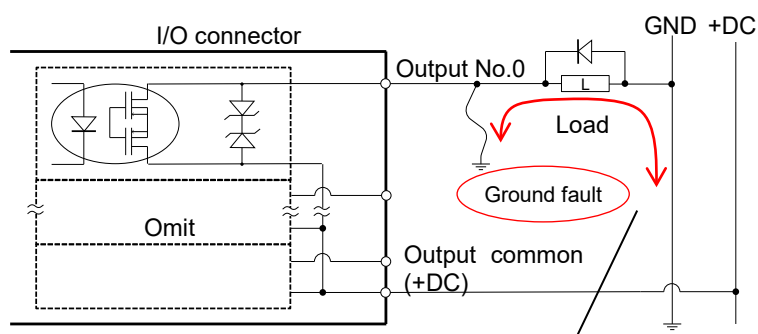 I/O connector
GND +DC
Output No.0
L
Load
Ground fault
Omit
Output common
(+DC)